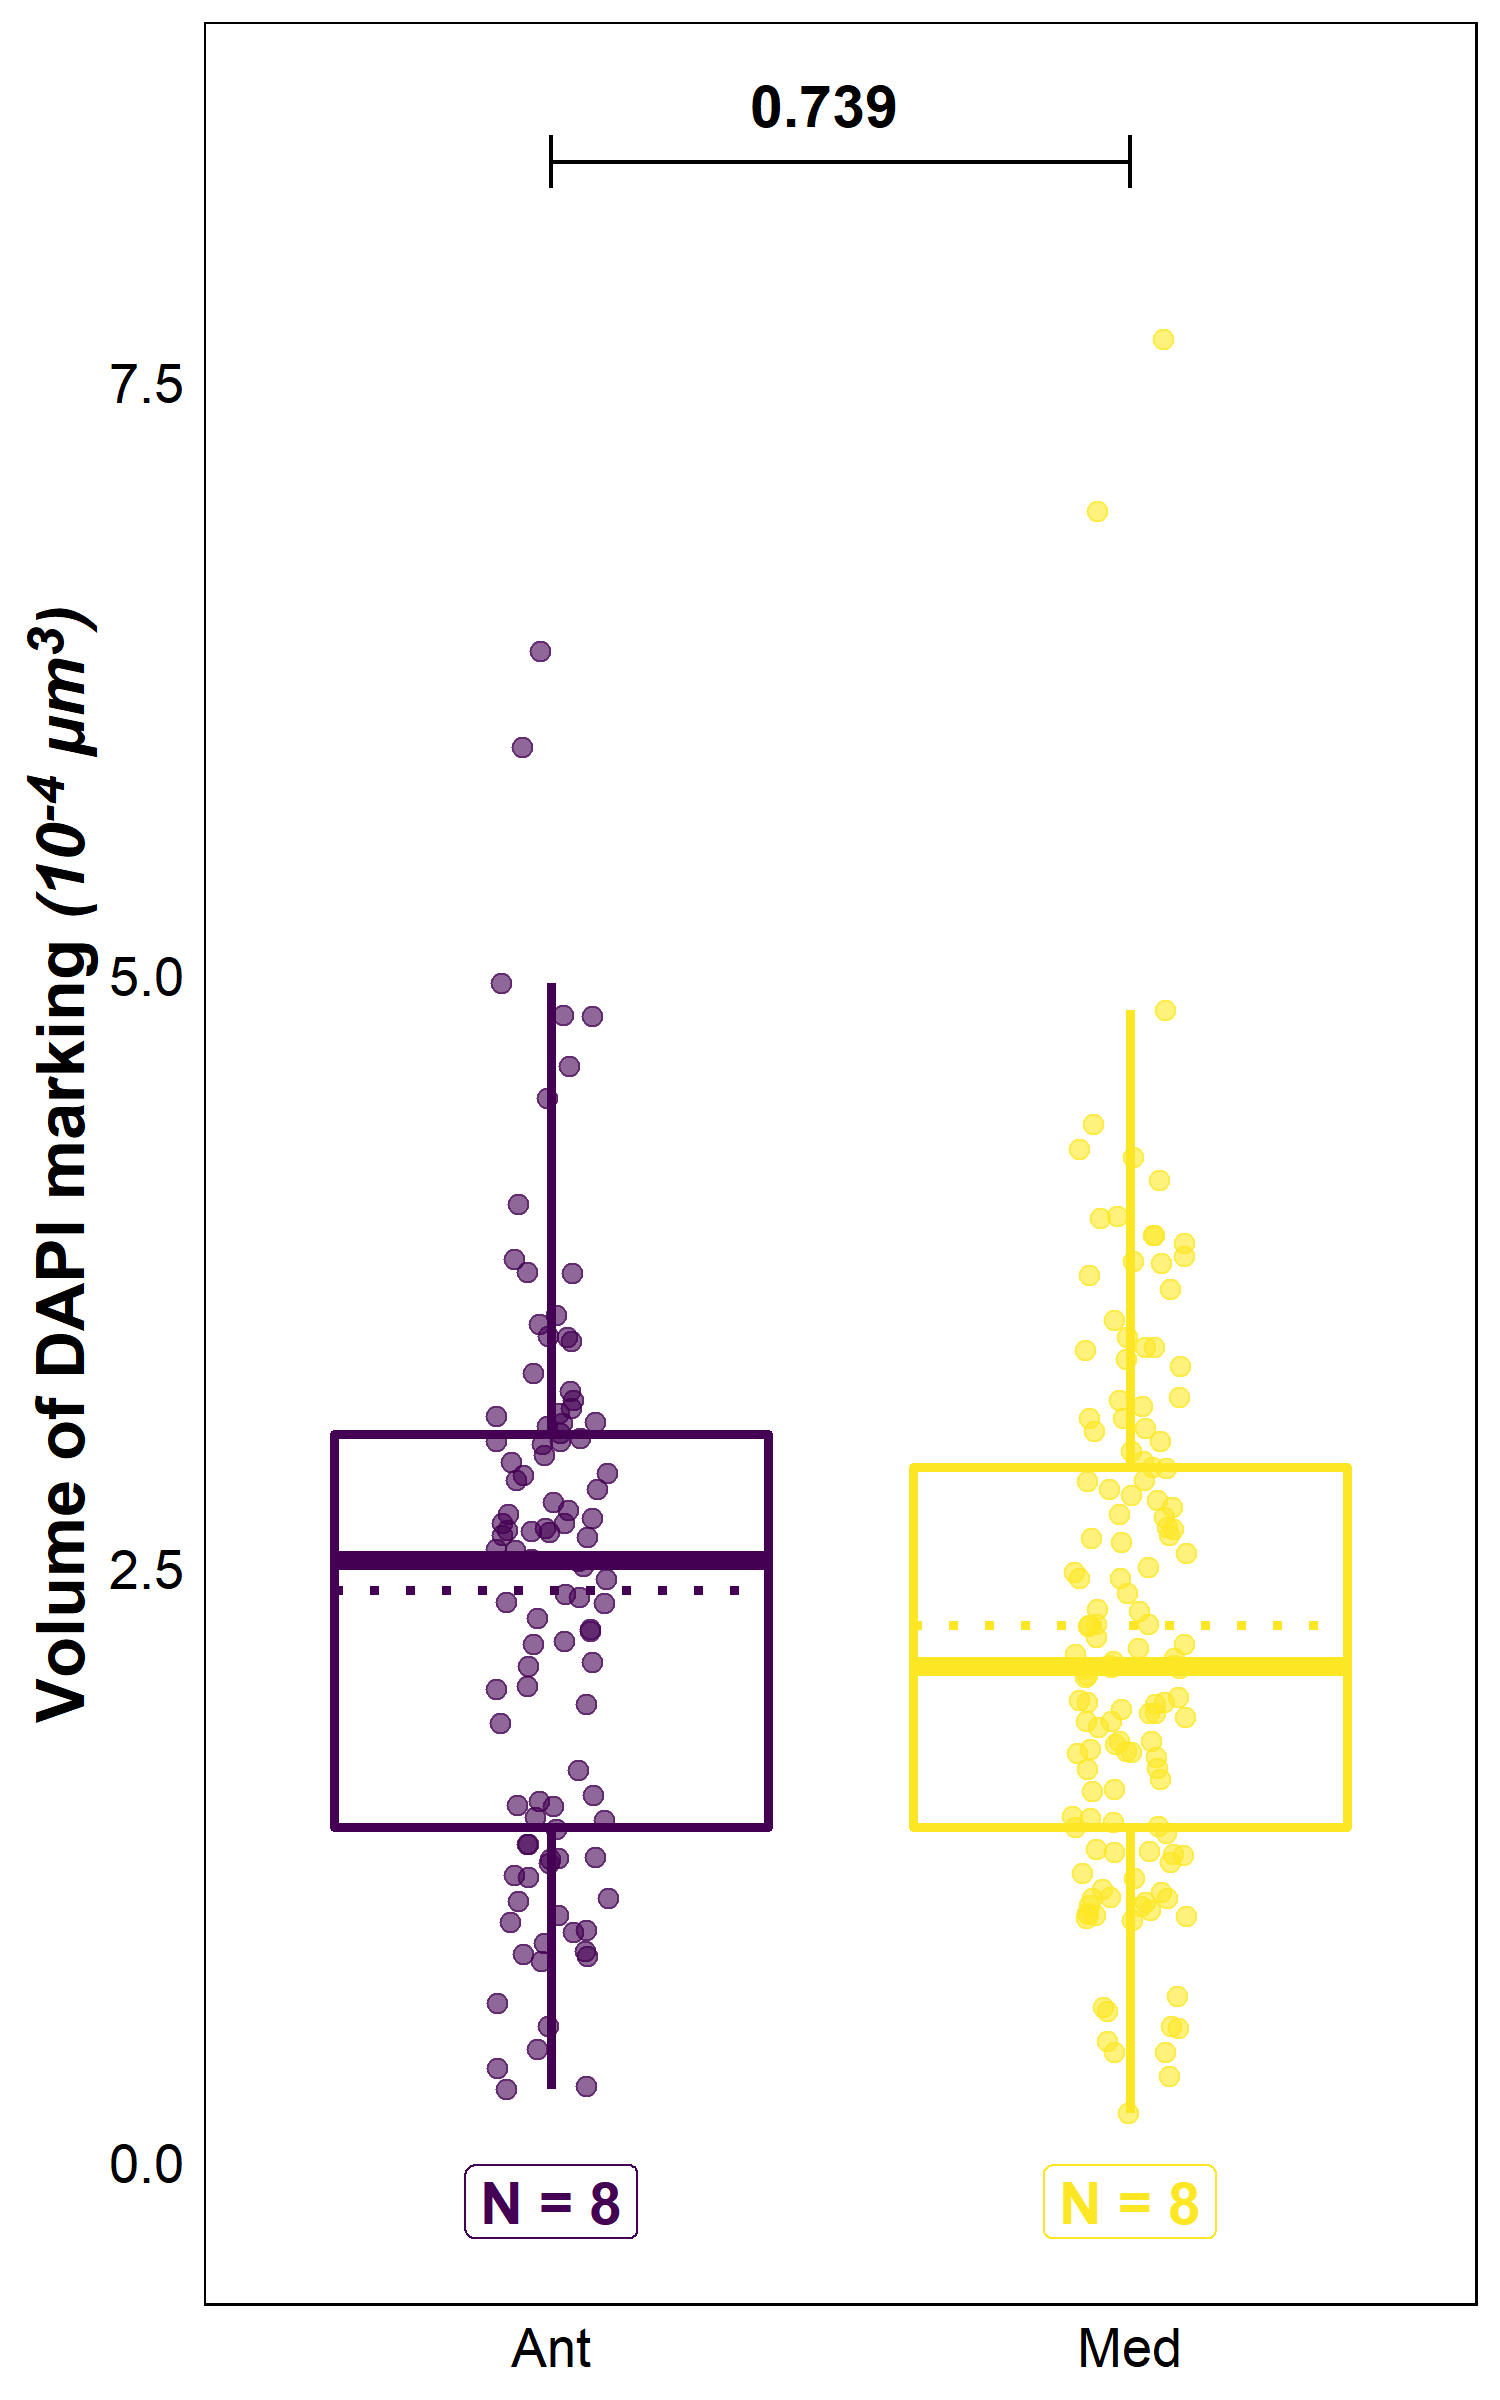 0.739
7.5
5.0
2.5
0.0
Volume of DAPI marking (10⁻⁴ µm³)
N = 8
N = 8
Ant
Med